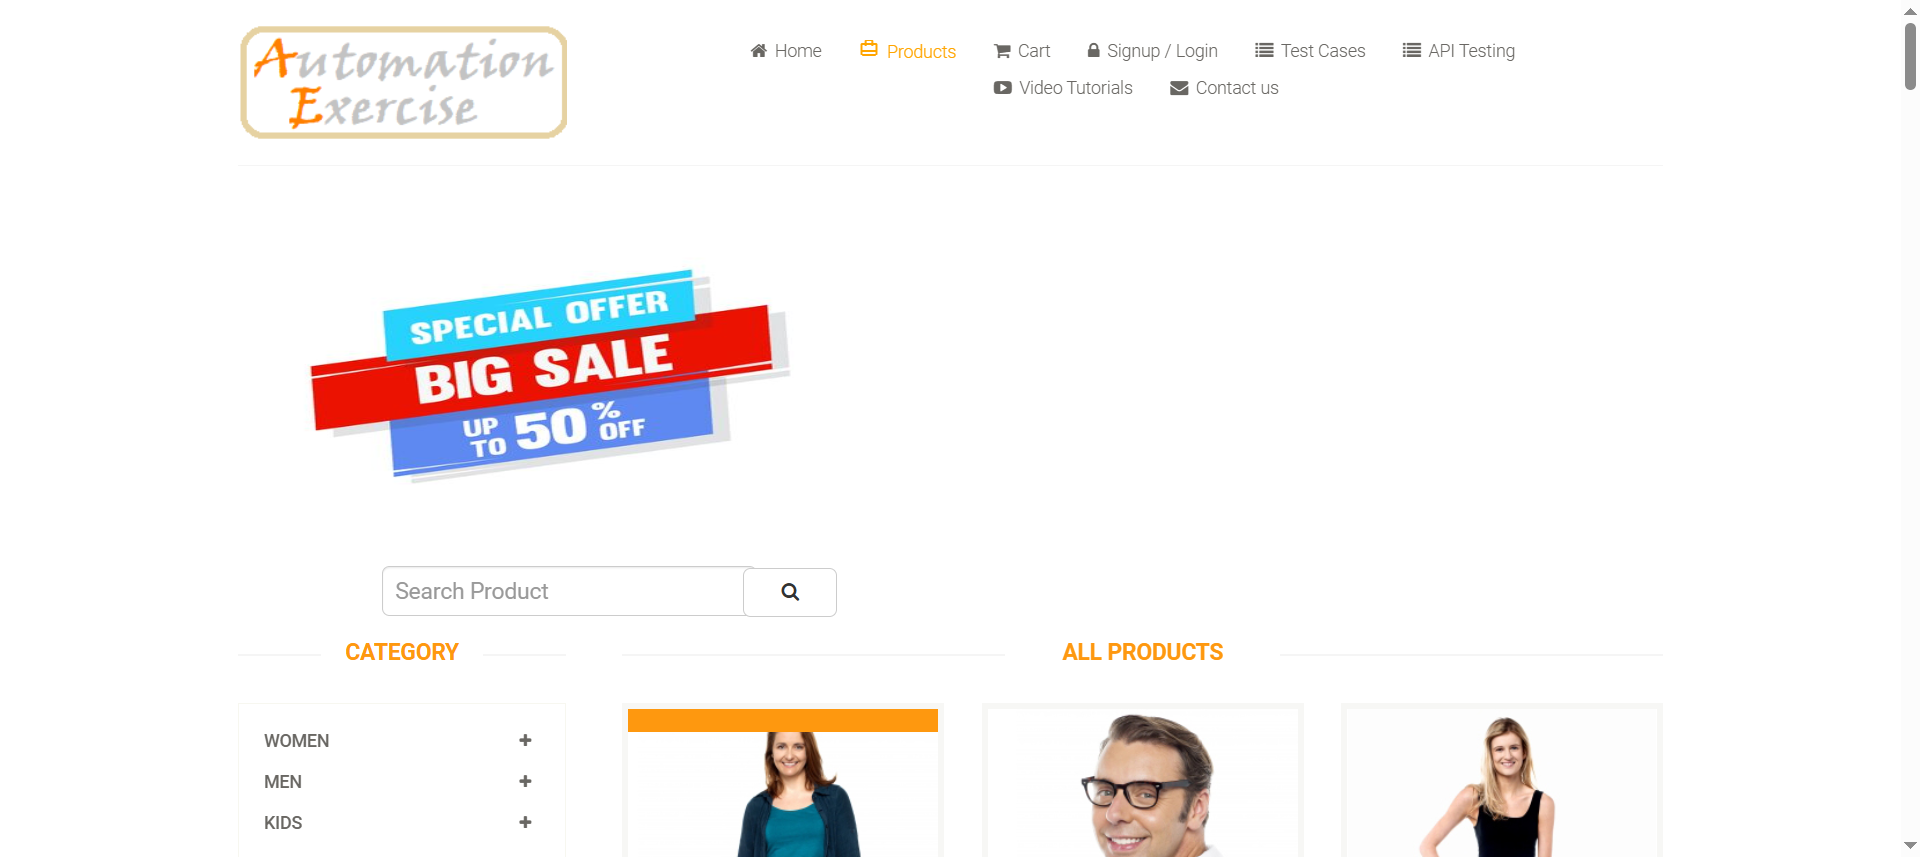 Automation
Exercise
Home
Products
Cart
Signup / Login
Test Cases
API Testing
Video Tutorials
Contact us
SPECIAL OFFER
BIG SALE
UP TO 50% OFF
Search Product
CATEGORY
ALL PRODUCTS
WOMEN
MEN
KIDS